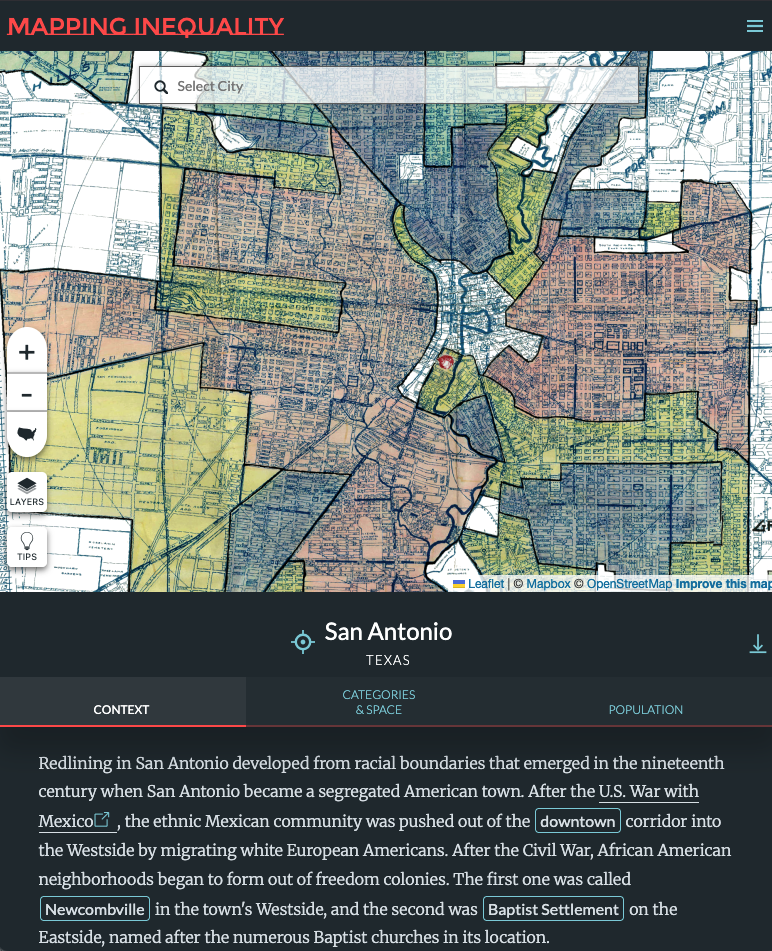 MAPPING INEQUALITY
Select City
FORT
SAM
LAYERS
TIPS
Leaflet | © Mapbox © OpenStreetMap Improve this map
San Antonio
TEXAS
CONTEXT
CATEGORIES
& SPACE
POPULATION
Redlining in San Antonio developed from racial boundaries that emerged in the nineteenth
century when San Antonio became a segregated American town. After the U.S. War with
Mexico , the ethnic Mexican community was pushed out of the downtown corridor into
the Westside by migrating white European Americans. After the Civil War, African American
neighborhoods began to form out of freedom colonies. The first one was called
Newcombville in the town's Westside, and the second was Baptist Settlement on the
Eastside, named after the numerous Baptist churches in its location.